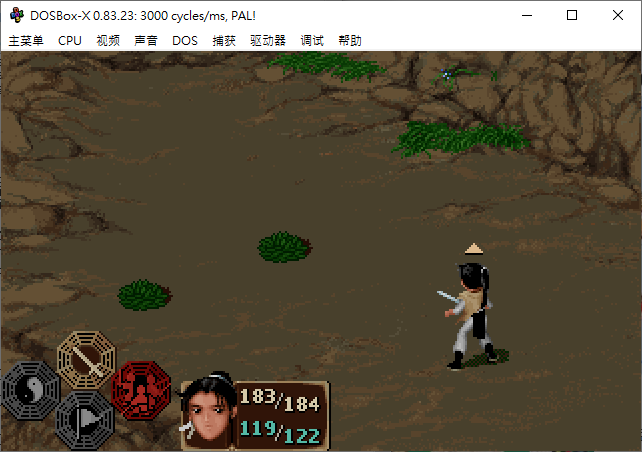 DOSBox-X 0.83.23: 3000 cycles/ms, PAL!
主菜单 CPU 视频 声音 DOS 捕获 驱动器 调试 帮助
183/184
119/122